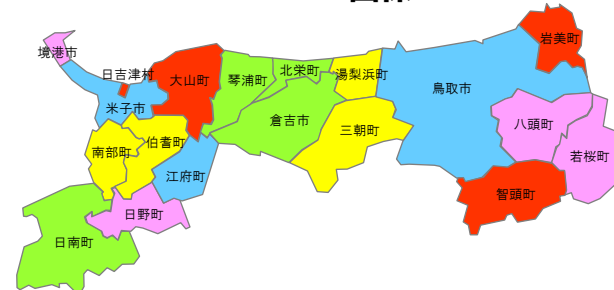 境港市
日吉津村
米子市
大山町
琴浦町
北栄町
湯梨浜町
鳥取市
岩美町
倉吉市
三朝町
八頭町
若桜町
南部町
伯耆町
江府町
智頭町
日野町
日南町